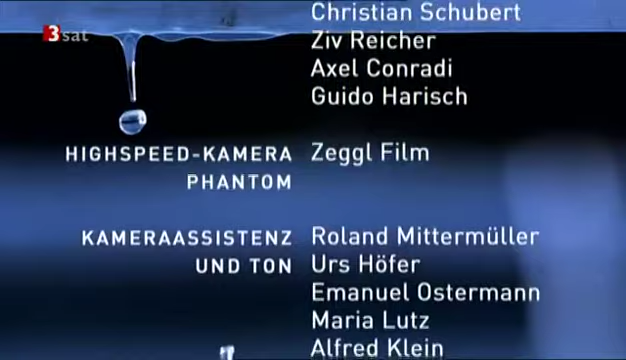 Christian Schubert
3sat
Ziv Reicher
Axel Conradi
Guido Harisch
HIGHSPEED-KAMERA Zeggl Film
PHANTOM
KAMERAASSISTENZ Roland Mittermüller
UND TON Urs Höfer
Emanuel Ostermann
Maria Lutz
Alfred Klein